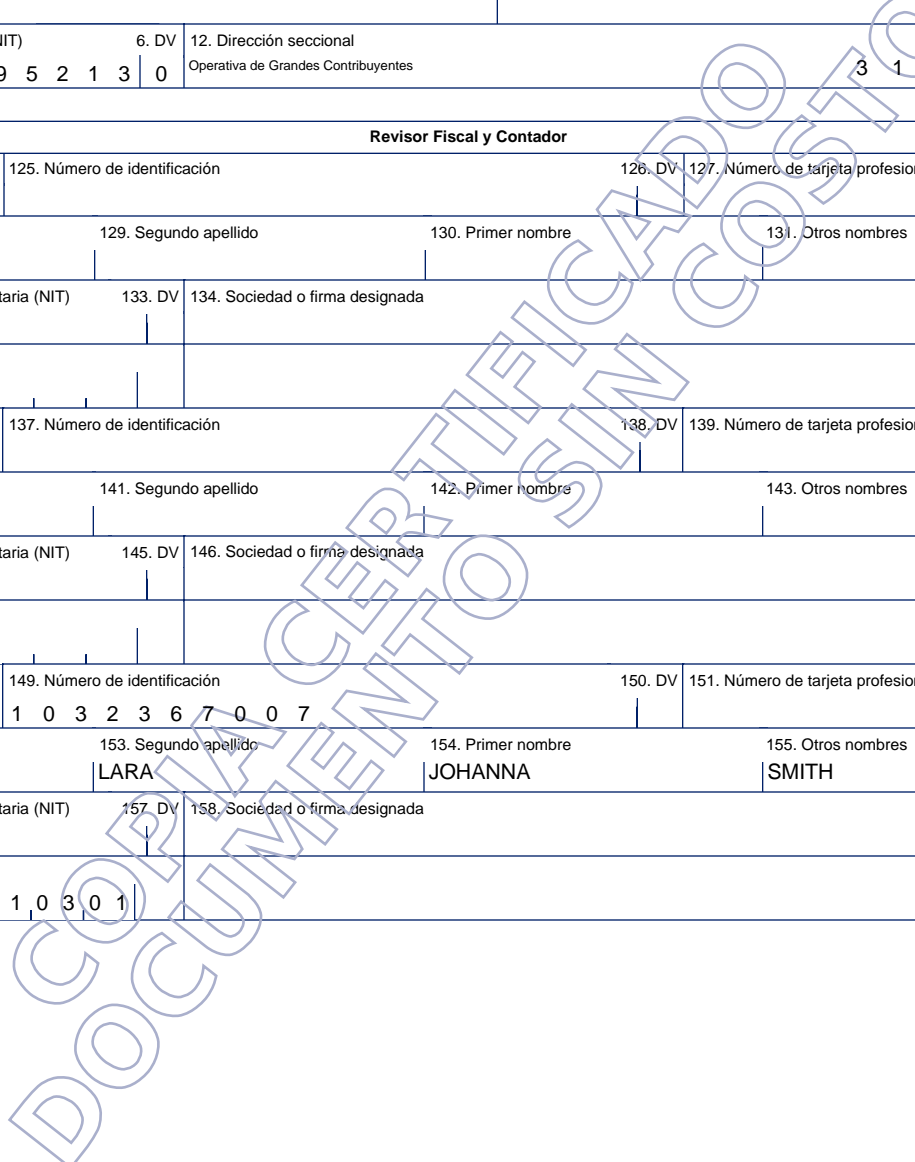 NIT) 6. DV 12. Dirección seccional
9 5 2 1 3 0 Operativa de Grandes Contribuyentes 3 1
Revisor Fiscal y Contador
125. Número de identificación 126. DV 127. Número de tarjeta profesion
129. Segundo apellido 130. Primer nombre 131. Otros nombres
taria (NIT) 133. DV 134. Sociedad o firma designada
137. Número de identificación 138. DV 139. Número de tarjeta profesion
141. Segundo apellido 142. Primer nombre 143. Otros nombres
taria (NIT) 145. DV 146. Sociedad o firma designada
149. Número de identificación 150. DV 151. Número de tarjeta profesion
1 0 3 2 3 6 7 0 0 7
153. Segundo apellido 154. Primer nombre 155. Otros nombres
LARA JOHANNA SMITH
taria (NIT) 157. DV 158. Sociedad o firma designada
1 0 3 0 1
COPIA CERTIFICADO
DOCUMENTO SIN COSTO